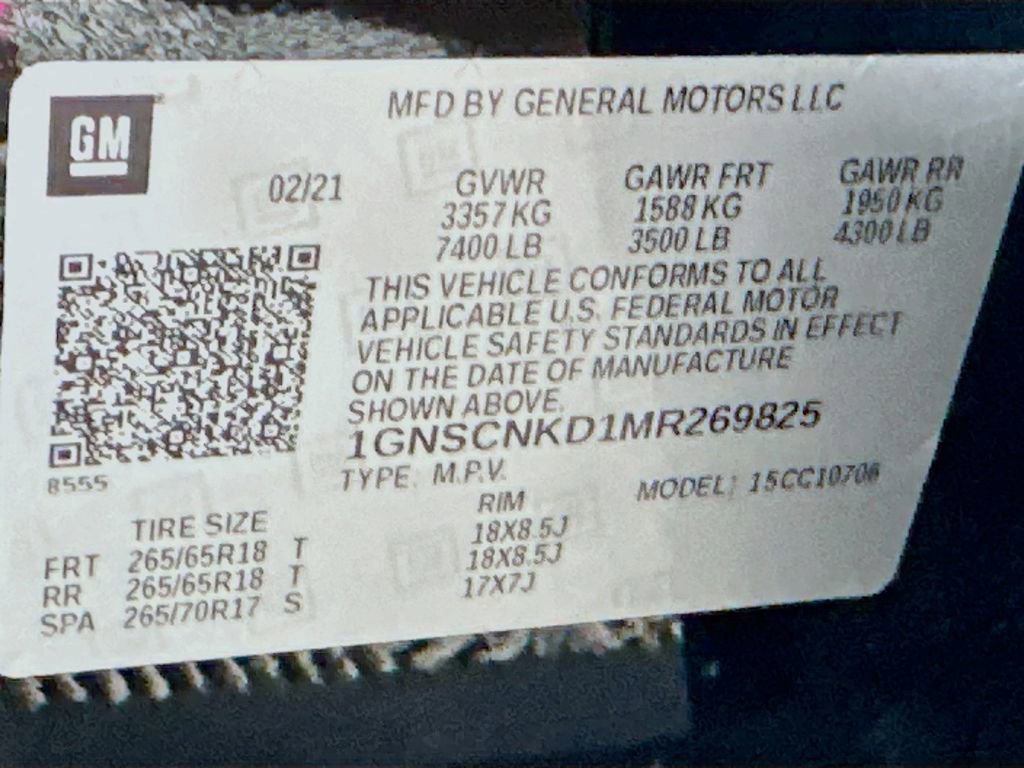 GM
MFD BY GENERAL MOTORS LLC
02/21 GVWR GAWR FRT GAWR RR
3357 KG 1588 KG 1950 KG
7400 LB 3500 LB 4300 LB
THIS VEHICLE CONFORMS TO ALL
APPLICABLE U.S. FEDERAL MOTOR
VEHICLE SAFETY STANDARDS IN EFFECT
ON THE DATE OF MANUFACTURE
SHOWN ABOVE.
1GNSCNKD1MR269825
8555
TYPE: M.P.V. MODEL: 15CC10706
TIRE SIZE RIM
FRT 265/65R18 T 18X8.5J
RR 265/65R18 T 18X8.5J
SPA 265/70R17 S 17X7J